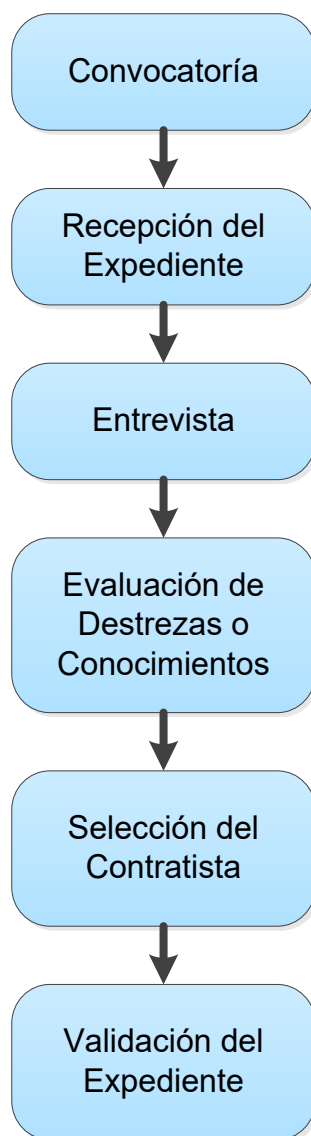 Convocatoría
Recepción del
Expediente
Entrevista
Evaluación de
Destrezas o
Conocimientos
Selección del
Contratista
Validación del
Expediente